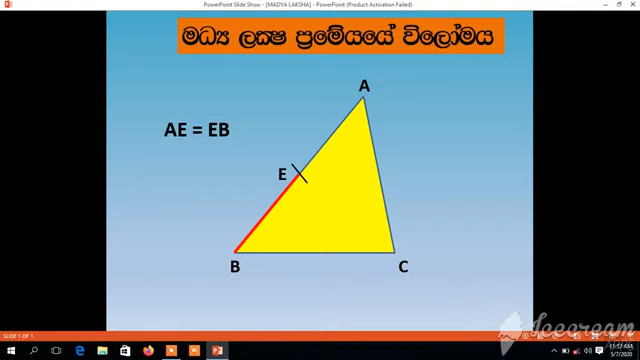 PowerPoint Slide Show - [MADYA LAKSHA] - PowerPoint (Product Activation Failed)
මධ්‍ය ලක්ෂ ප්‍රමේයයේ විලෝමය
A
AE = EB
E
B
C
SLIDE 1 OF 1
Icecream
11:57 AM
5/7/2020